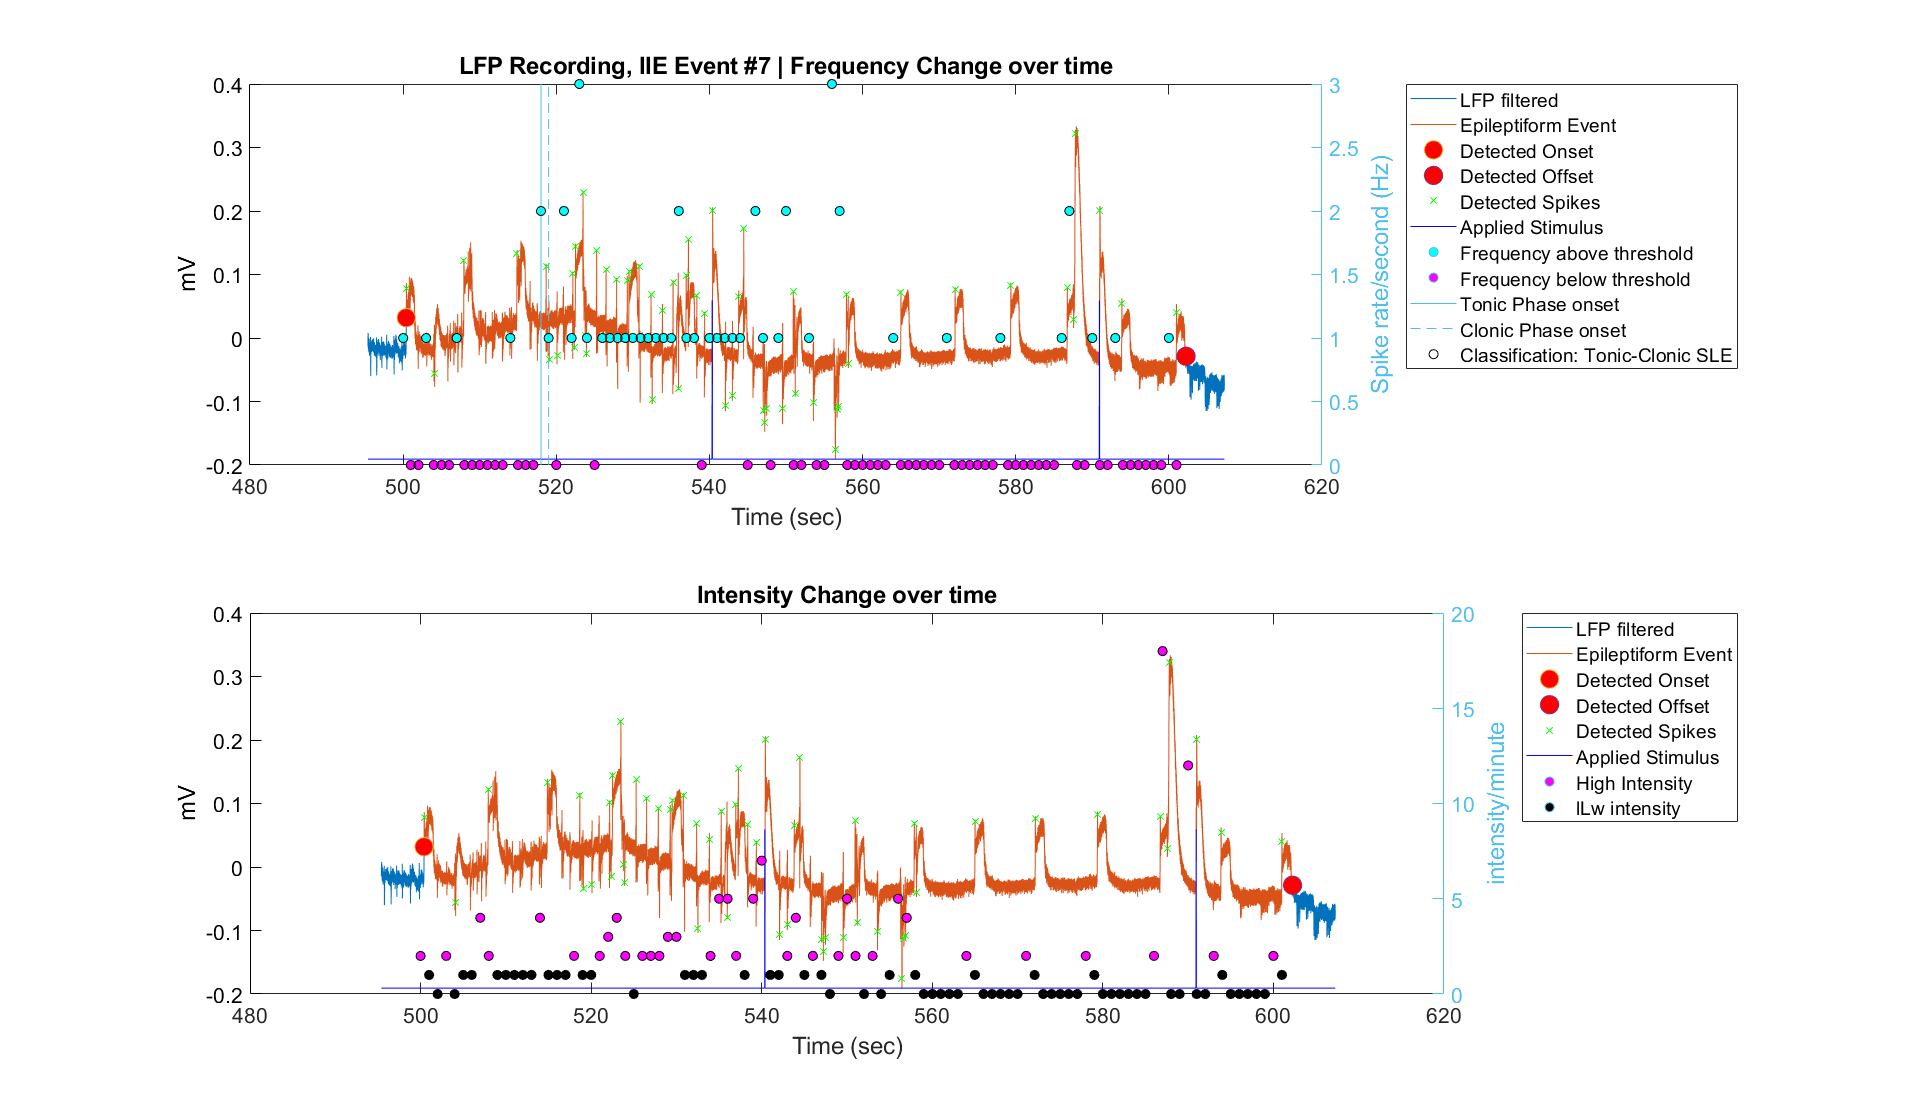 LFP Recording, IIE Event #7 | Frequency Change over time
0.4
0.3
0.2
0.1
0
-0.1
-0.2
mV
480
500
520
540
560
580
600
620
Time (sec)
3
2.5
2
1.5
1
0.5
0
Spike rate/second (Hz)
LFP filtered
Epileptiform Event
Detected Onset
Detected Offset
Detected Spikes
Applied Stimulus
Frequency above threshold
Frequency below threshold
Tonic Phase onset
Clonic Phase onset
Classification: Tonic-Clonic SLE
Intensity Change over time
0.4
0.3
0.2
0.1
0
-0.1
-0.2
mV
480
500
520
540
560
580
600
620
Time (sec)
20
15
10
5
0
intensity/minute
LFP filtered
Epileptiform Event
Detected Onset
Detected Offset
Detected Spikes
Applied Stimulus
High Intensity
lLw intensity